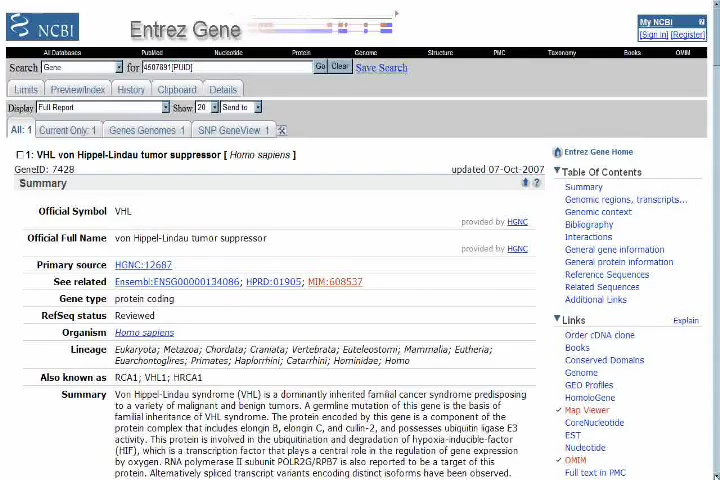 NCBI
Entrez Gene
My NCBI ?
[Sign In] [Register]
All Databases PubMed Nucleotide Protein Genome Structure PMC Taxonomy Books OMIM
Search Gene for 4507891[PUID] Go Clear Save Search
Limits Preview/Index History Clipboard Details
Display Full Report Show: 20 Send to
All: 1 Current Only: 1 Genes Genomes 1 SNP GeneView 1
1: VHL von Hippel-Lindau tumor suppressor [ Homo sapiens ]
GeneID: 7428 updated 07-Oct-2007
Summary ?
Official Symbol VHL
provided by HGNC
Official Full Name von Hippel-Lindau tumor suppressor
provided by HGNC
Primary source HGNC:12687
See related Ensembl:ENSG00000134086; HPRD:01905; MIM:608537
Gene type protein coding
RefSeq status Reviewed
Organism Homo sapiens
Lineage Eukaryota; Metazoa; Chordata; Craniata; Vertebrata; Euteleostomi; Mammalia; Eutheria;
Euarchontoglires; Primates; Haplorrhini; Catarrhini; Hominidae; Homo
Also known as RCA1; VHL1; HRCA1
Summary Von Hippel-Lindau syndrome (VHL) is a dominantly inherited familial cancer syndrome predisposing
to a variety of malignant and benign tumors. A germline mutation of this gene is the basis of
familial inheritance of VHL syndrome. The protein encoded by this gene is a component of the
protein complex that includes elongin B, elongin C, and cullin-2, and possesses ubiquitin ligase E3
activity. This protein is involved in the ubiquitination and degradation of hypoxia-inducible-factor
(HIF), which is a transcription factor that plays a central role in the regulation of gene expression
by oxygen. RNA polymerase II subunit POLR2G/RPB7 is also reported to be a target of this
protein. Alternatively spliced transcript variants encoding distinct isoforms have been observed.
Entrez Gene Home
Table Of Contents
Summary
Genomic regions, transcripts...
Genomic context
Bibliography
Interactions
General gene information
General protein information
Reference Sequences
Related Sequences
Additional Links
Links Explain
Order cDNA clone
Books
Conserved Domains
Genome
GEO Profiles
HomoloGene
Map Viewer
CoreNucleotide
EST
Nucleotide
OMIM
Full text in PMC